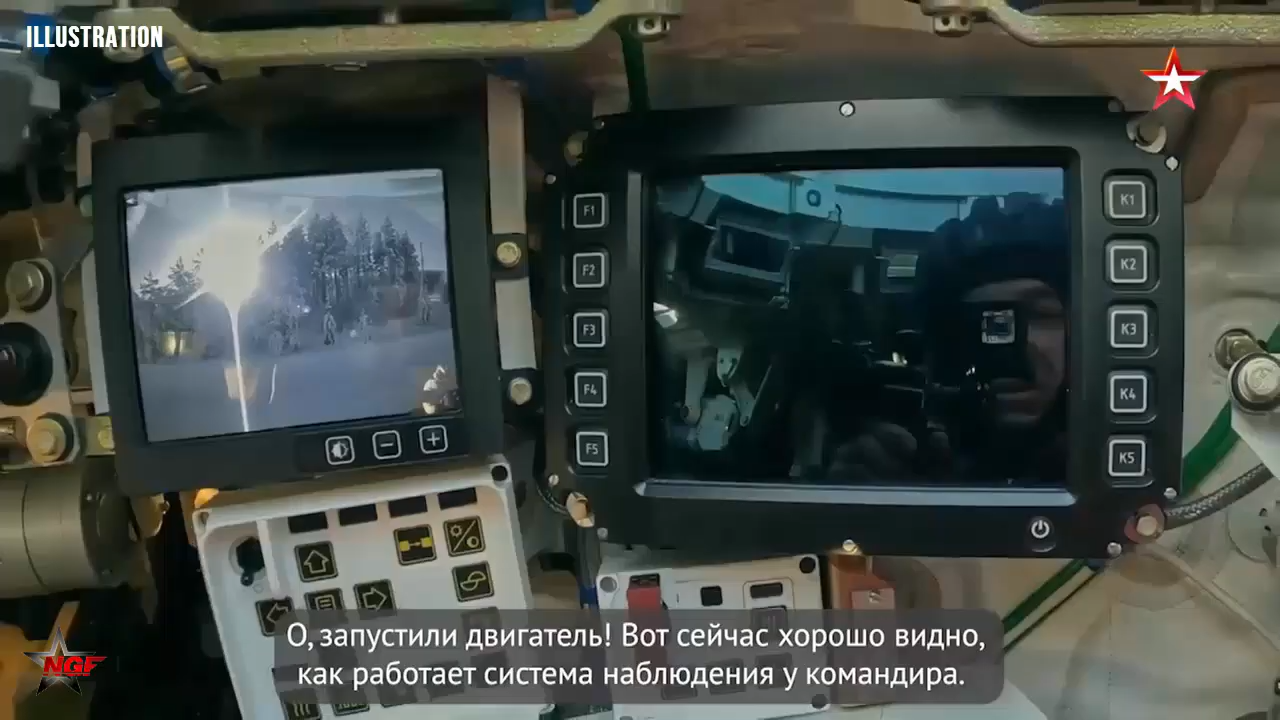 ILLUSTRATION
F1
F2
F3
F4
F5
K1
K2
K3
K4
K5
О, запустили двигатель! Вот сейчас хорошо видно,
как работает система наблюдения у командира.
NGF